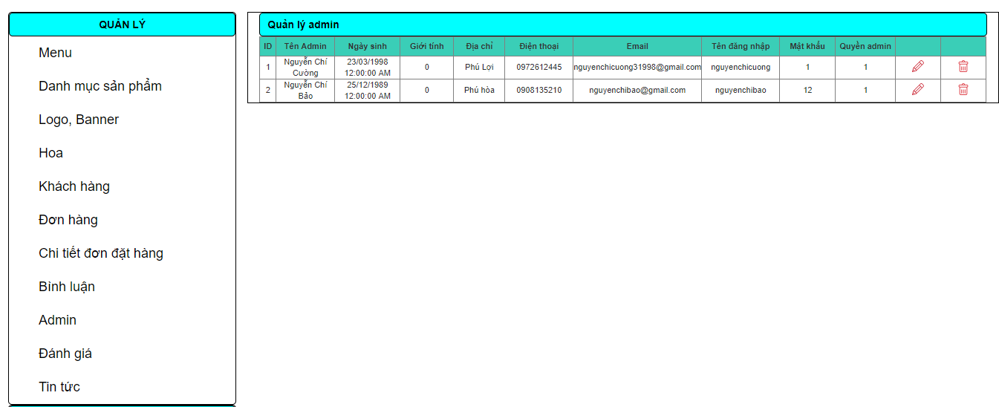 QUẢN LÝ
Menu
Danh mục sản phẩm
Logo, Banner
Hoa
Khách hàng
Đơn hàng
Chi tiết đơn đặt hàng
Bình luận
Admin
Đánh giá
Tin tức
Quản lý admin
ID Tên Admin Ngày sinh Giới tính Địa chỉ Điện thoại Email Tên đăng nhập Mật khẩu Quyền admin
1 Nguyễn Chí Cường 23/03/1998 12:00:00 AM 0 Phú Lợi 0972612445 nguyenchicuong31998@gmail.com nguyenchicuong 1 1
2 Nguyễn Chí Bảo 25/12/1989 12:00:00 AM 0 Phú hòa 0908135210 nguyenchibao@gmail.com nguyenchibao 12 1